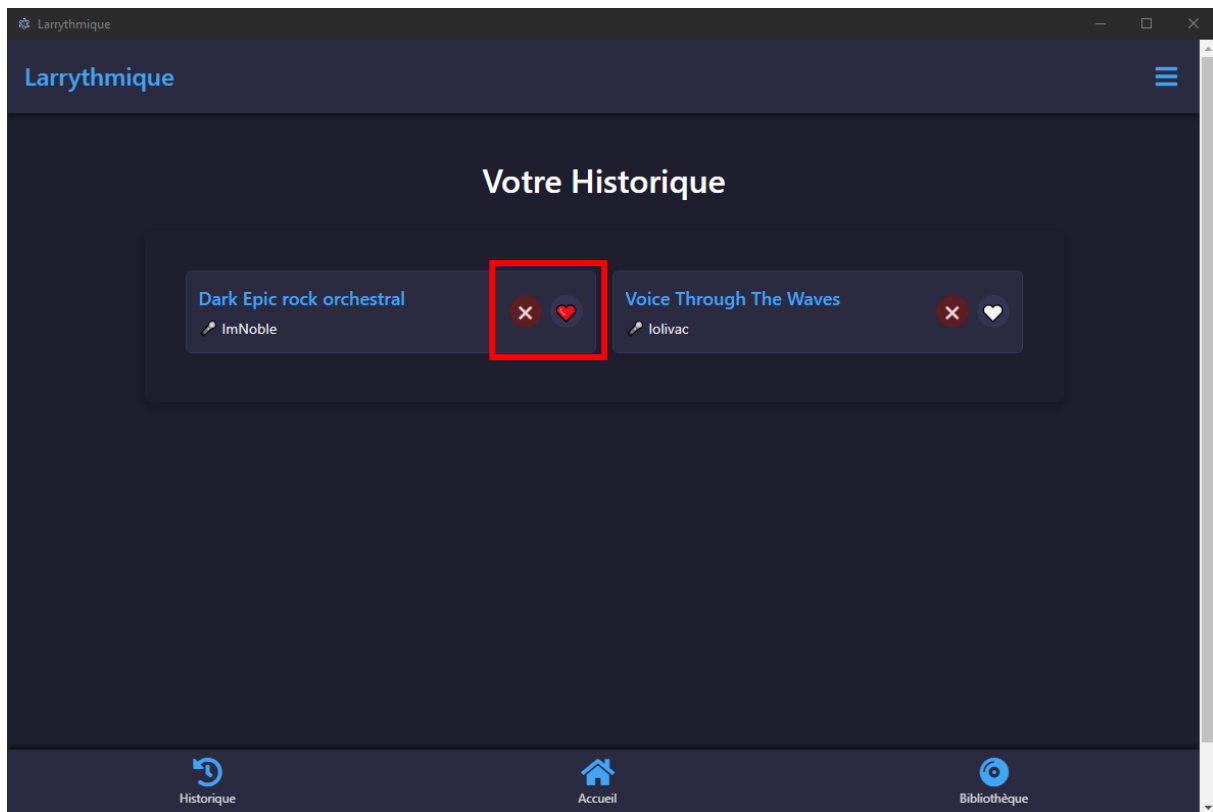 Larrythmique
Larrythmique
Votre Historique
Dark Epic rock orchestral
ImNoble
Voice Through The Waves
lolivac
Historique
Accueil
Bibliothèque